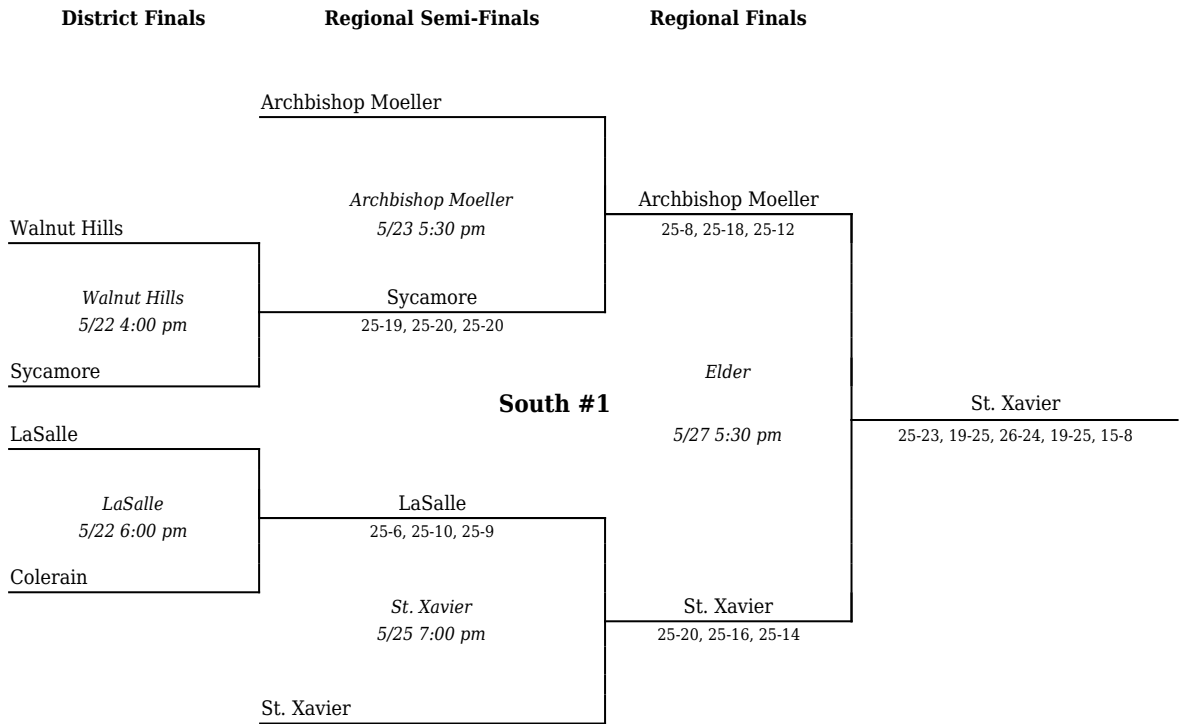 District Finals
Regional Semi-Finals
Regional Finals
Archbishop Moeller
Archbishop Moeller
5/23 5:30 pm
Archbishop Moeller
25-8, 25-18, 25-12
Walnut Hills
Walnut Hills
5/22 4:00 pm
Sycamore
25-19, 25-20, 25-20
Sycamore
Elder
5/27 5:30 pm
South #1
St. Xavier
25-23, 19-25, 26-24, 19-25, 15-8
LaSalle
LaSalle
5/22 6:00 pm
LaSalle
25-6, 25-10, 25-9
Colerain
St. Xavier
5/25 7:00 pm
St. Xavier
25-20, 25-16, 25-14
St. Xavier